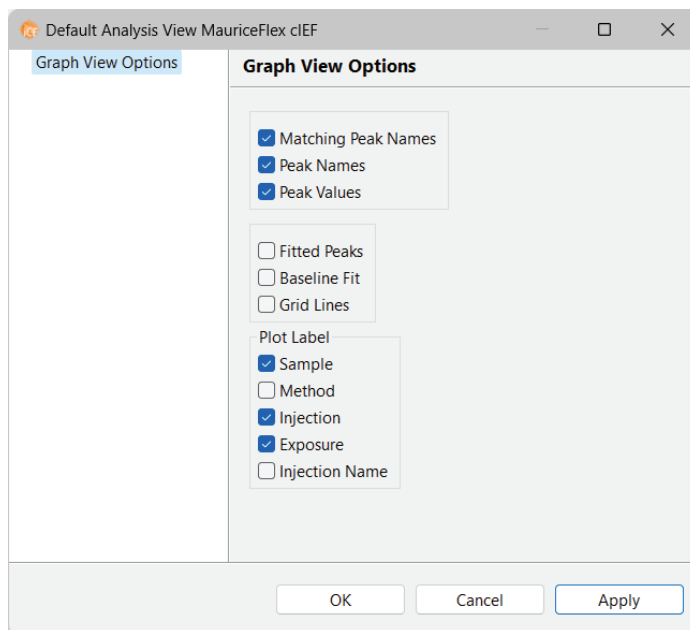 Default Analysis View MauriceFlex cIEF
Graph View Options
Graph View Options
Matching Peak Names
Peak Names
Peak Values
Fitted Peaks
Baseline Fit
Grid Lines
Plot Label
Sample
Method
Injection
Exposure
Injection Name
OK
Cancel
Apply